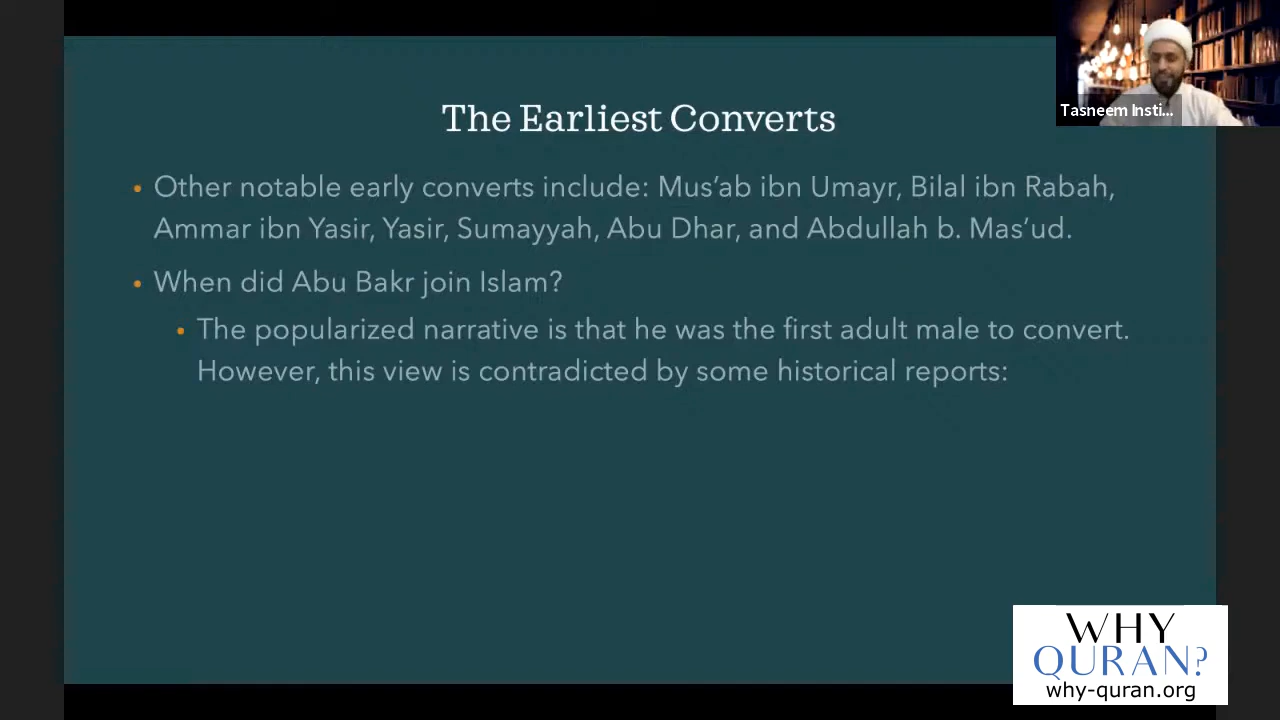 Tasneem Insti...
The Earliest Converts
• Other notable early converts include: Mus’ab ibn Umayr, Bilal ibn Rabah,
Ammar ibn Yasir, Yasir, Sumayyah, Abu Dhar, and Abdullah b. Mas’ud.
• When did Abu Bakr join Islam?
• The popularized narrative is that he was the first adult male to convert.
However, this view is contradicted by some historical reports:
WHY
QURAN?
why-quran.org